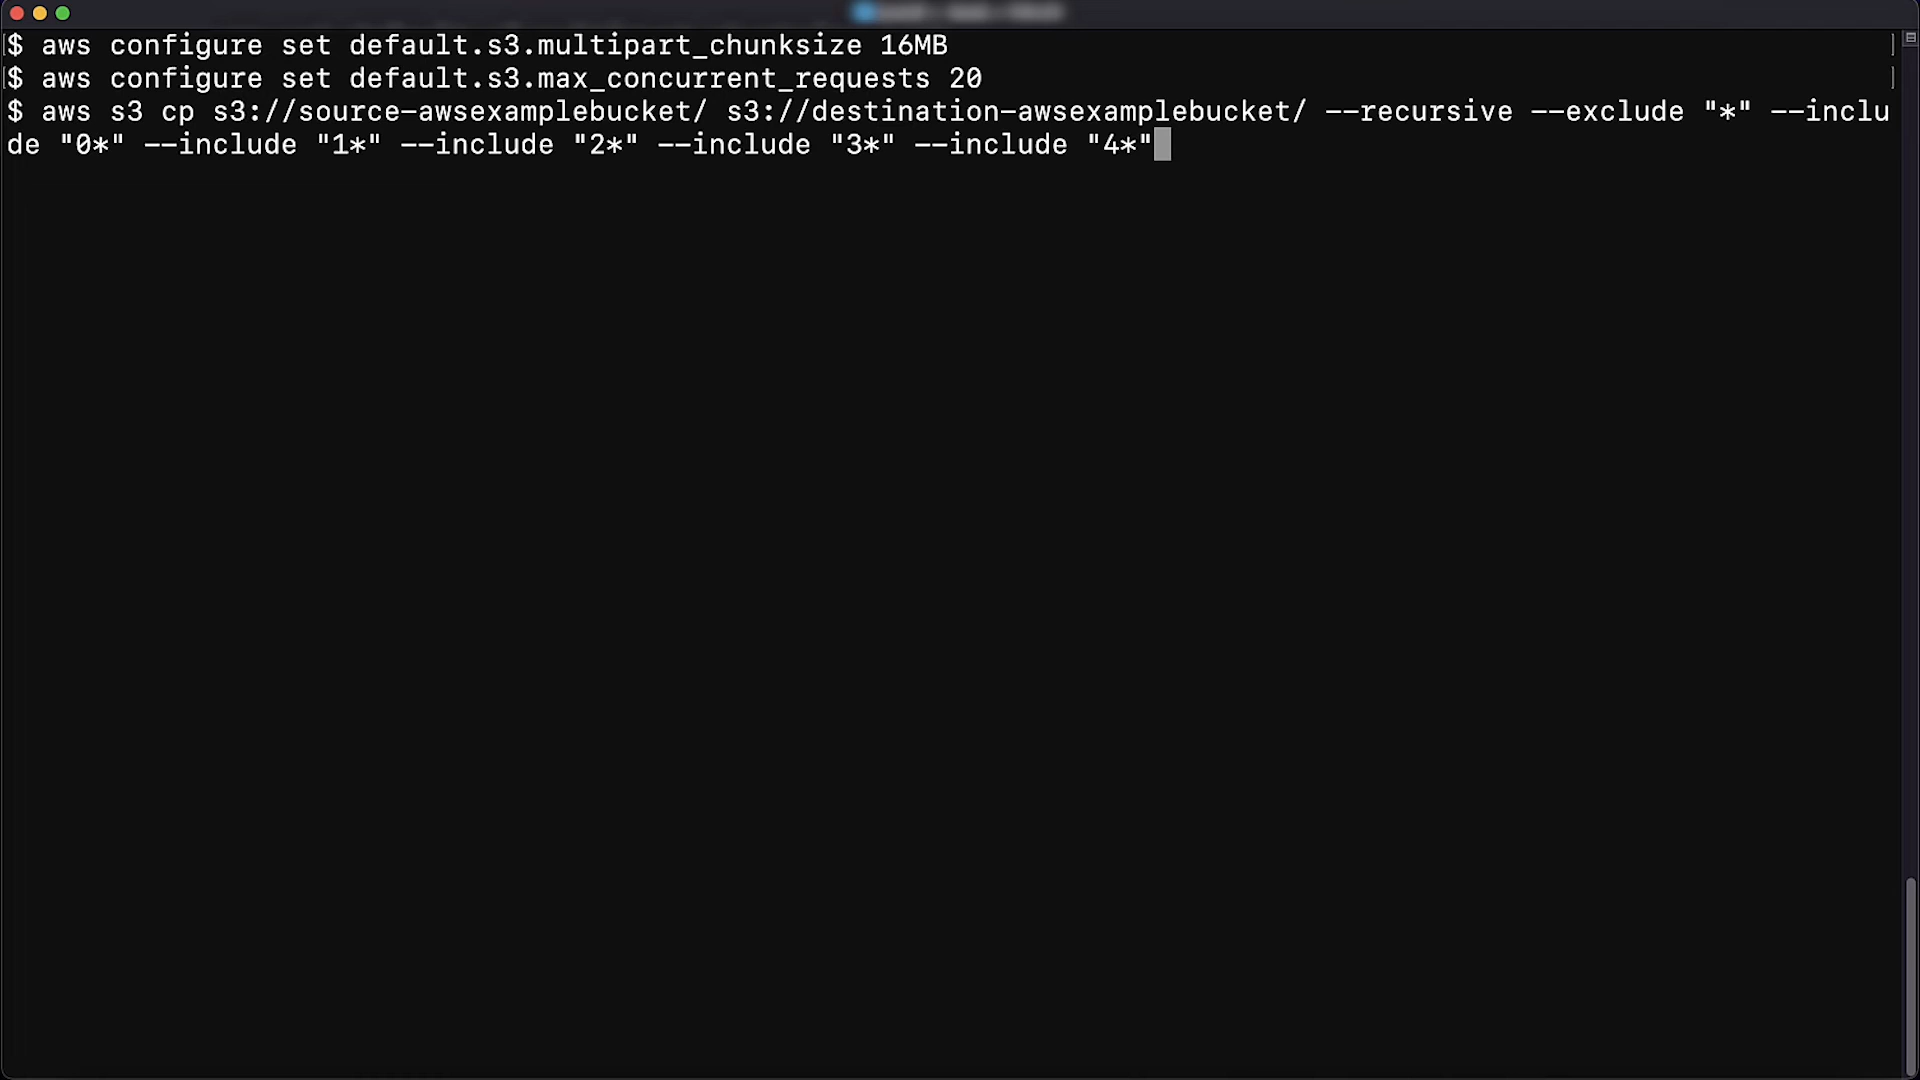 $ aws configure set default.s3.multipart_chunksize 16MB
$ aws configure set default.s3.max_concurrent_requests 20
$ aws s3 cp s3://source-awsexamplebucket/ s3://destination-awsexamplebucket/ --recursive --exclude "*" --inclu
de "0*" --include "1*" --include "2*" --include "3*" --include "4*"